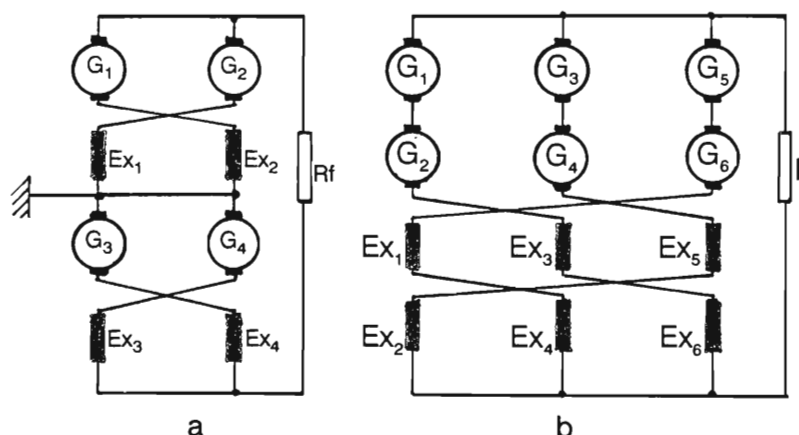 G₁ G₂
Ex₁ Ex₂ Rf
G₃ G₄
Ex₃ Ex₄
a
G₁ G₃ G₅
G₂ G₄ G₆
Ex₁ Ex₃ Ex₅
Ex₂ Ex₄ Ex₆
b